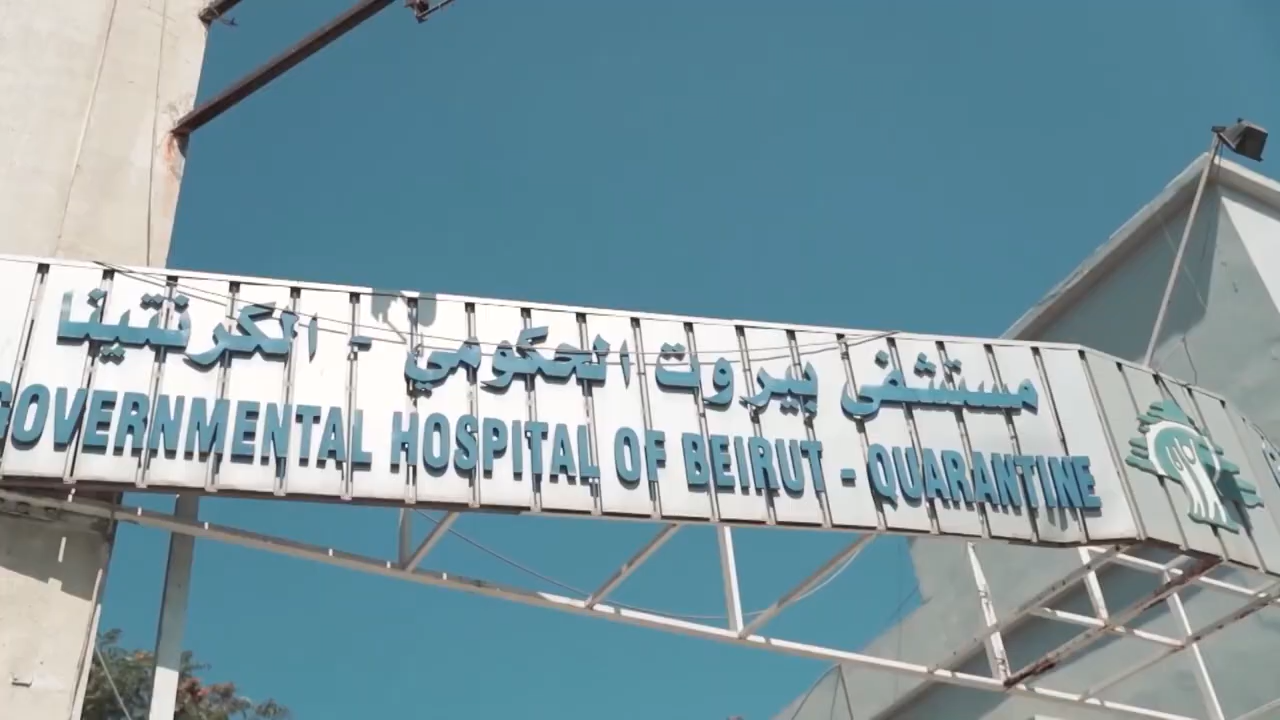 مستشفى بيروت الحكومي - الكرنتينا
GOVERNMENTAL HOSPITAL OF BEIRUT - QUARANTINE